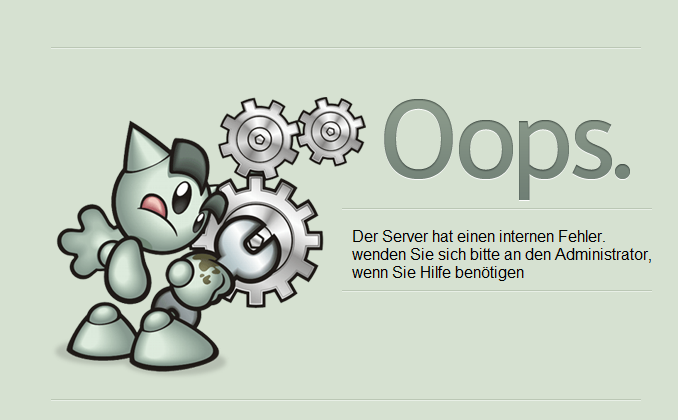 Oops.
Der Server hat einen internen Fehler.
wenden Sie sich bitte an den Administrator,
wenn Sie Hilfe benötigen